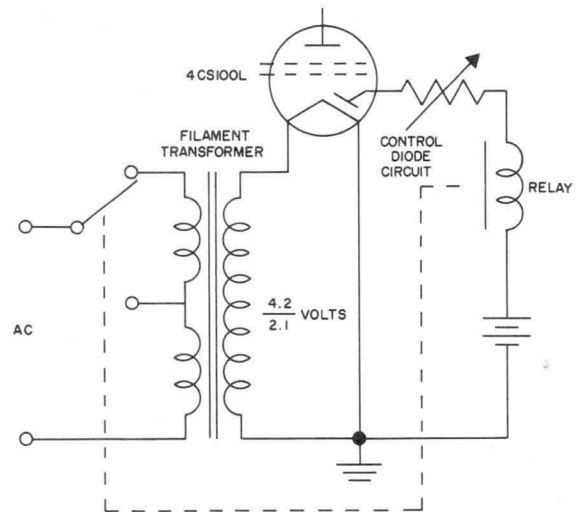 4CS100L
FILAMENT
TRANSFORMER
CONTROL
DIODE
CIRCUIT
RELAY
4.2
2.1
VOLTS
AC